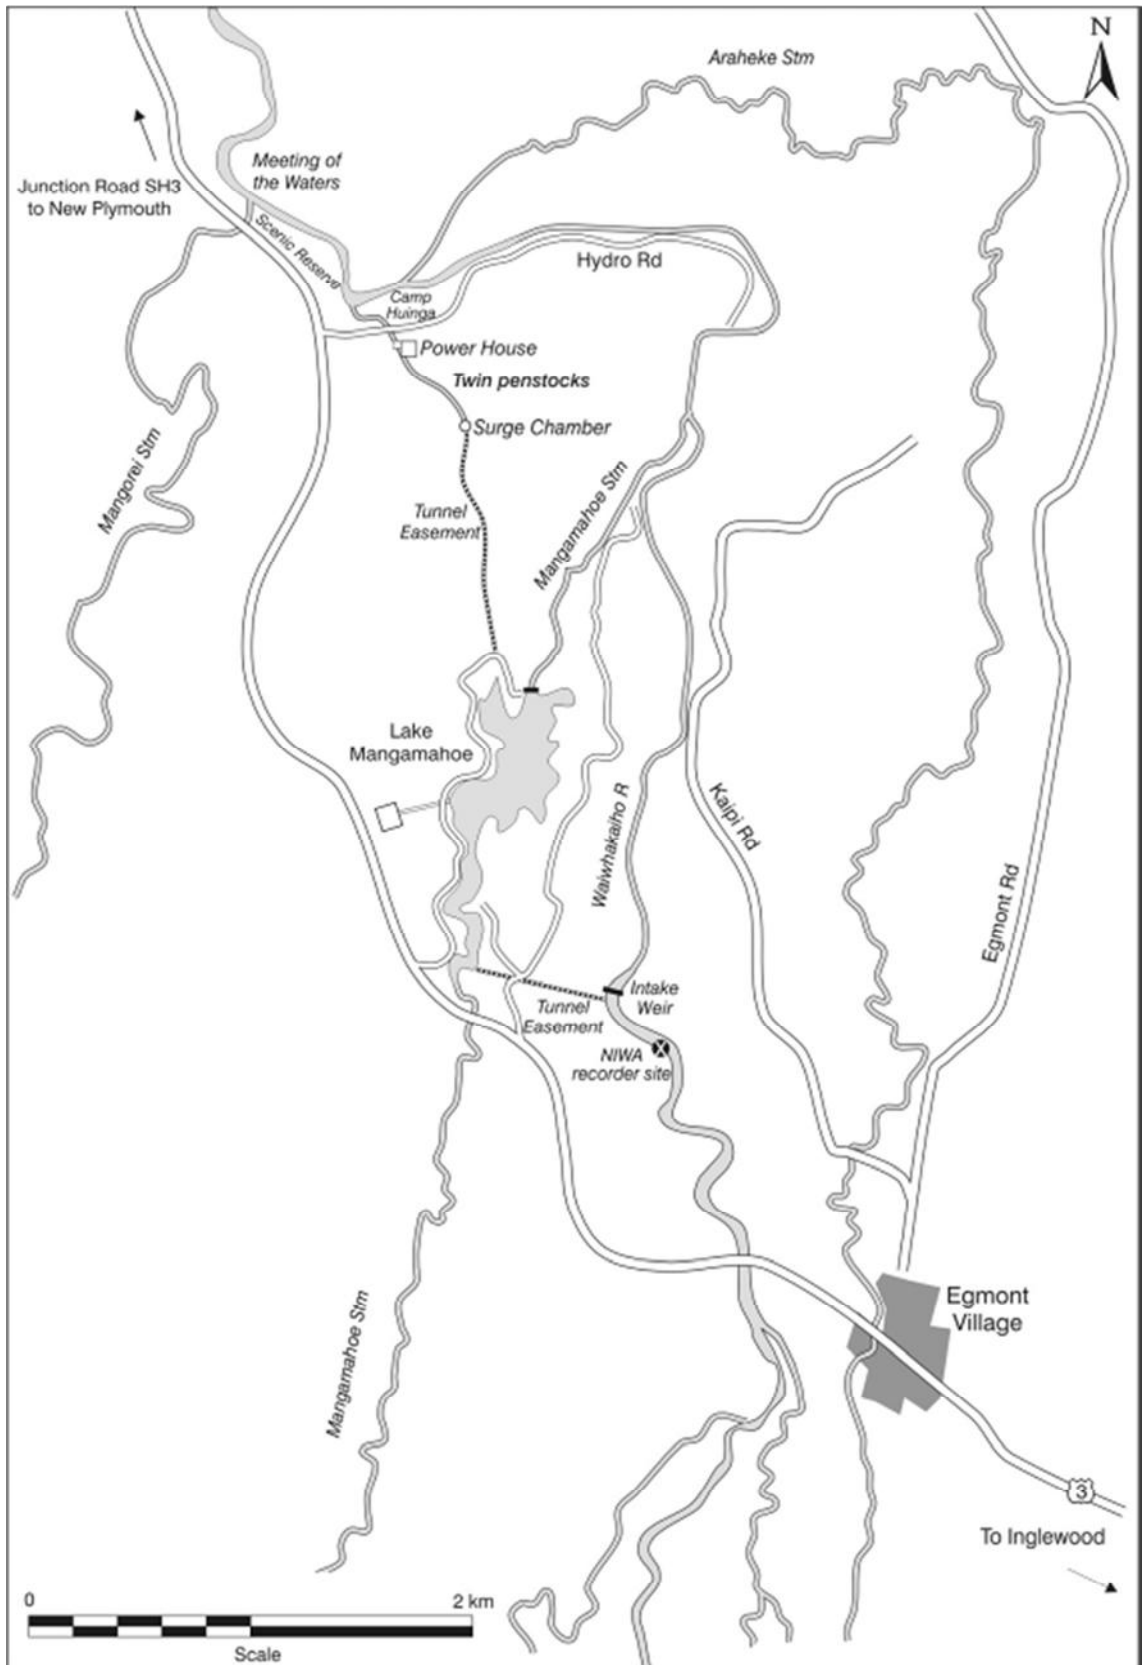 N
Araheke Stm
Meeting of
the Waters
Junction Road SH3
to New Plymouth
Scenic Reserve
Hydro Rd
Camp
Huinga
Power House
Twin penstocks
Surge Chamber
Mangorei Stm
Tunnel
Easement
Mangamahoe Stm
Lake
Mangamahoe
Kaipi Rd
Waiwhakaiho R
Egmont Rd
Intake
Weir
Tunnel
Easement
NIWA
recorder site
Egmont
Village
Mangamahoe Stm
3
To Inglewood
0
2 km
Scale